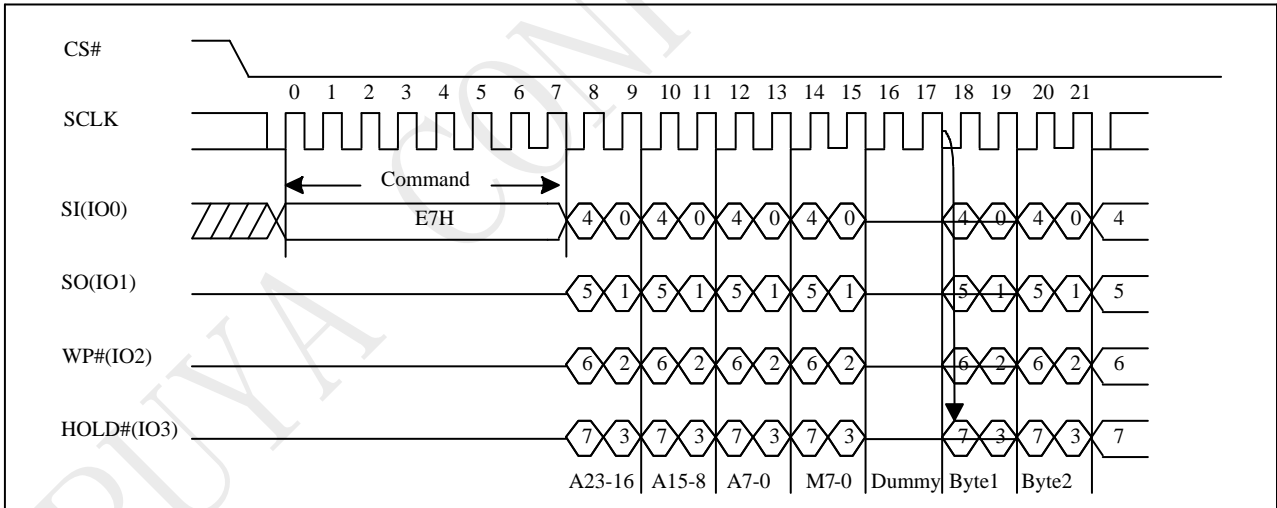 CS#
0 1 2 3 4 5 6 7 8 9 10 11 12 13 14 15 16 17 18 19 20 21
SCLK
Command
SI(IO0)
E7H
4 0 4 0 4 0 4 0 4 0 4 0 4
SO(IO1)
5 1 5 1 5 1 5 1 5 1 5 1 5
WP#(IO2)
6 2 6 2 6 2 6 2 6 2 6 2 6
HOLD#(IO3)
7 3 7 3 7 3 7 3 7 3 7 3 7
A23-16 A15-8 A7-0 M7-0 Dummy Byte1 Byte2
PUYA CONI